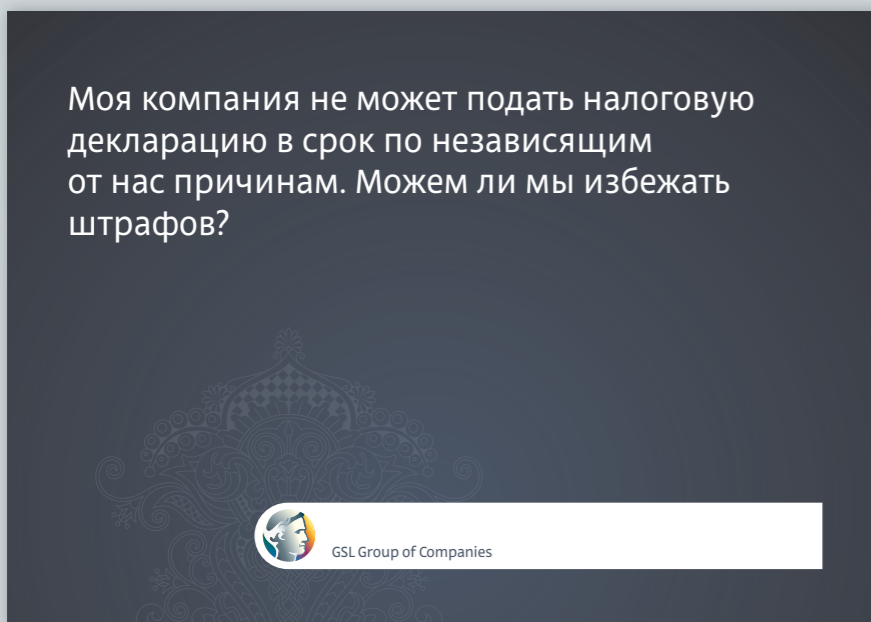 Моя компания не может подать налоговую
декларацию в срок по независящим
от нас причинам. Можем ли мы избежать
штрафов?
GSL Group of Companies